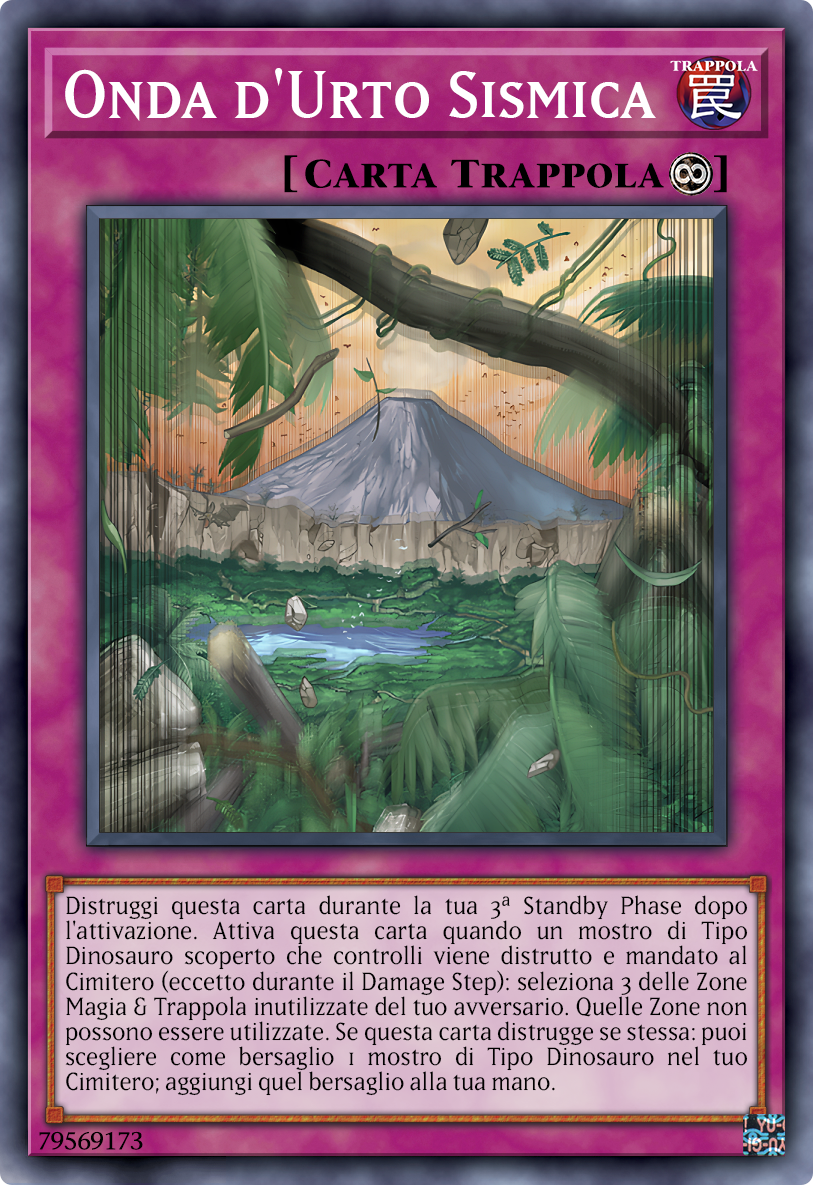 Onda d'Urto Sismica
TRAPPOLA
罠
[Carta Trappola]
Distruggi questa carta durante la tua 3ª Standby Phase dopo
l'attivazione. Attiva questa carta quando un mostro di Tipo
Dinosauro scoperto che controlli viene distrutto e mandato al
Cimitero (eccetto durante il Damage Step): seleziona 3 delle Zone
Magia & Trappola inutilizzate del tuo avversario. Quelle Zone non
possono essere utilizzate. Se questa carta distrugge se stessa: puoi
scegliere come bersaglio 1 mostro di Tipo Dinosauro nel tuo
Cimitero; aggiungi quel bersaglio alla tua mano.
79569173